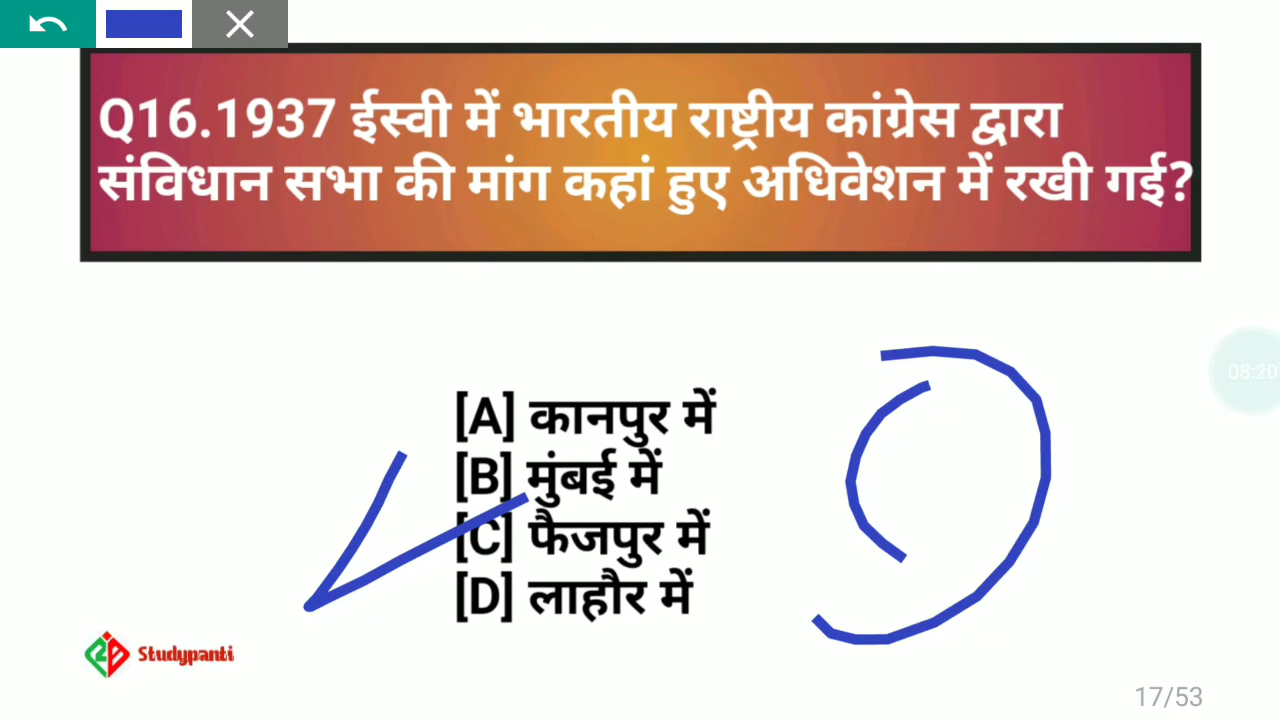 Q16.1937 ईस्वी में भारतीय राष्ट्रीय कांग्रेस द्वारा
संविधान सभा की मांग कहां हुए अधिवेशन में रखी गई?
08:20
[A] कानपुर में
[B] मुंबई में
[C] फैजपुर में
[D] लाहौर में
Studypanti
17/53